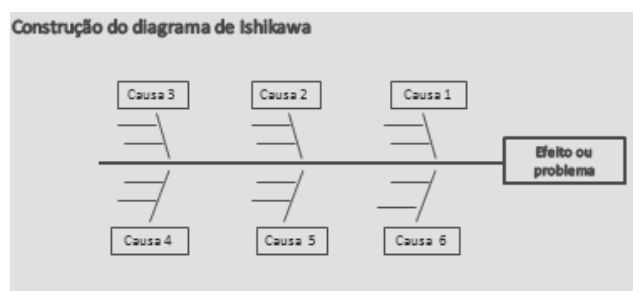 Construção do diagrama de Ishikawa
Causa 3
Causa 2
Causa 1
Efeito ou
problema
Causa 4
Causa 5
Causa 6